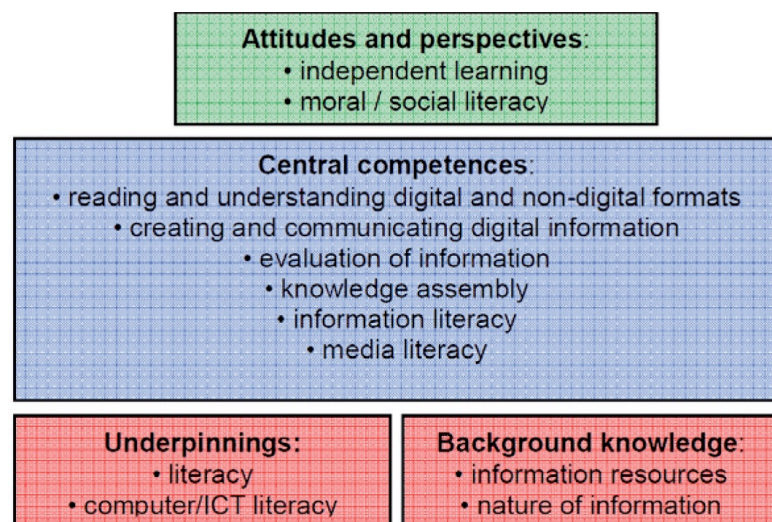 Attitudes and perspectives:
• independent learning
• moral / social literacy
Central competences:
• reading and understanding digital and non-digital formats
• creating and communicating digital information
• evaluation of information
• knowledge assembly
• information literacy
• media literacy
Underpinnings:
• literacy
• computer/ICT literacy
Background knowledge:
• information resources
• nature of information